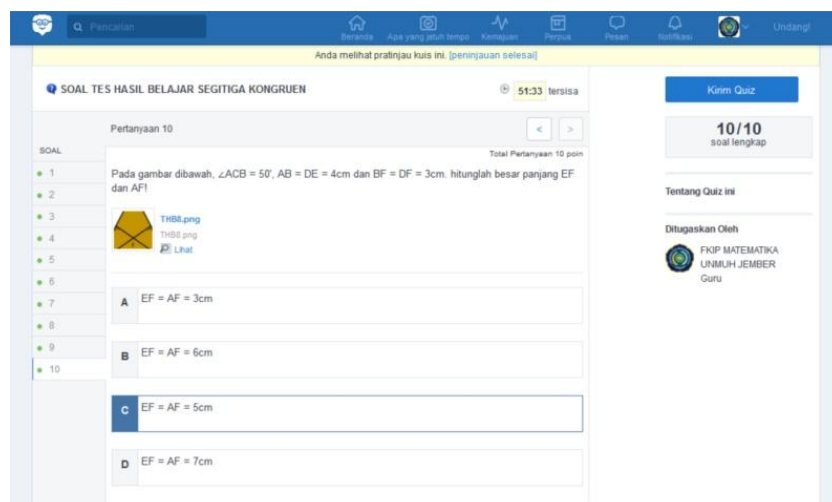 Pencarian
Beranda
Apa yang jatuh tempo
Kemajuan
Perpus
Pesan
Notifikasi
Undang!
Anda melihat pratinjau kuis ini. [peninjauan selesai]
SOAL TES HASIL BELAJAR SEGITIGA KONGRUEN
51:33 tersisa
Kirim Quiz
Pertanyaan 10
< >
10/10
soal lengkap
SOAL
Total Pertanyaan 10 poin
1
2
3
4
5
6
7
8
9
10
Pada gambar dibawah, ∠ACB = 50', AB = DE = 4cm dan BF = DF = 3cm. hitunglah besar panjang EF
dan AF!
THB8.png
THB8.png
Lihat
A EF = AF = 3cm
B EF = AF = 6cm
C EF = AF = 5cm
D EF = AF = 7cm
Tentang Quiz ini
Ditugaskan Oleh
FKIP MATEMATIKA
UNMUH JEMBER
Guru